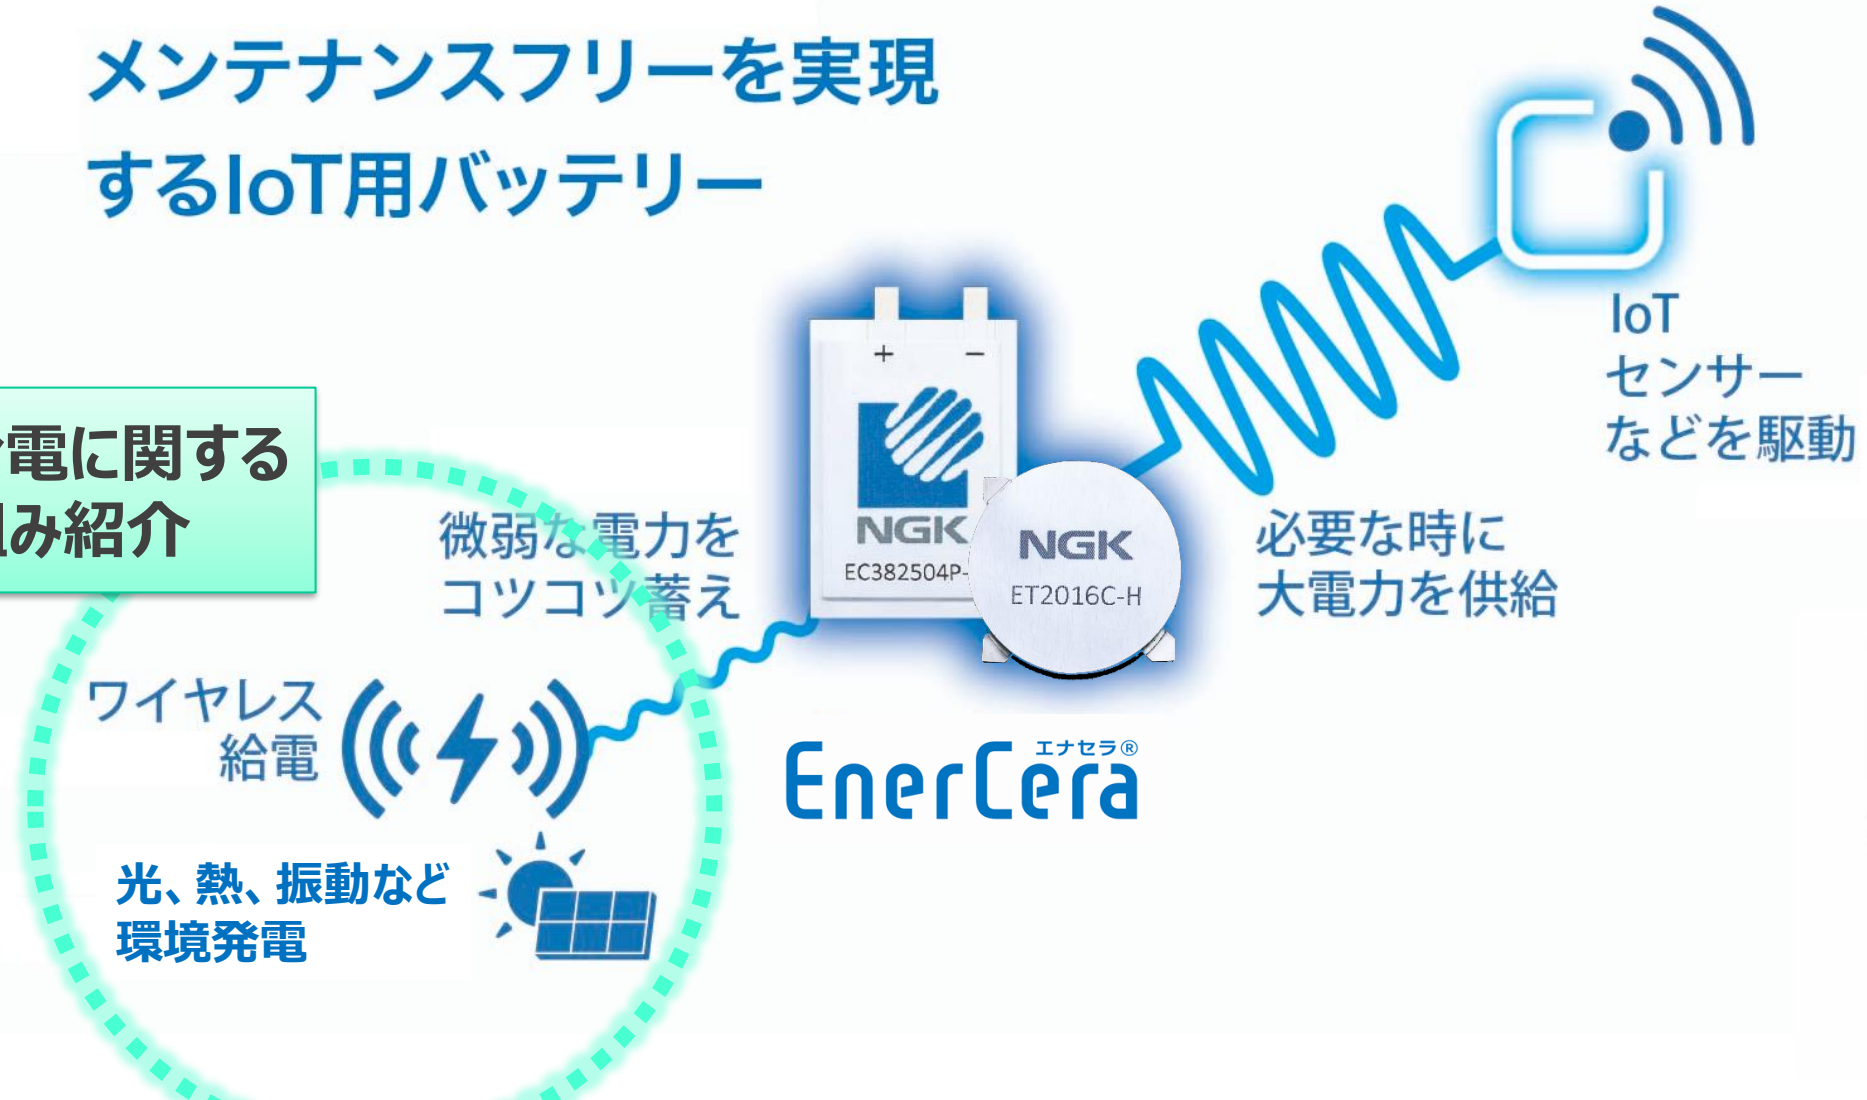 メンテナンスフリーを実現
するIoT用バッテリー
電に関する
み紹介
微弱な電力を
コツコツ蓄え
ワイヤレス
給電
光、熱、振動など
環境発電
+ −
NGK
EC382504P-
NGK
ET2016C-H
エナセラ®
EnerCera
必要な時に
大電力を供給
IoT
センサー
などを駆動